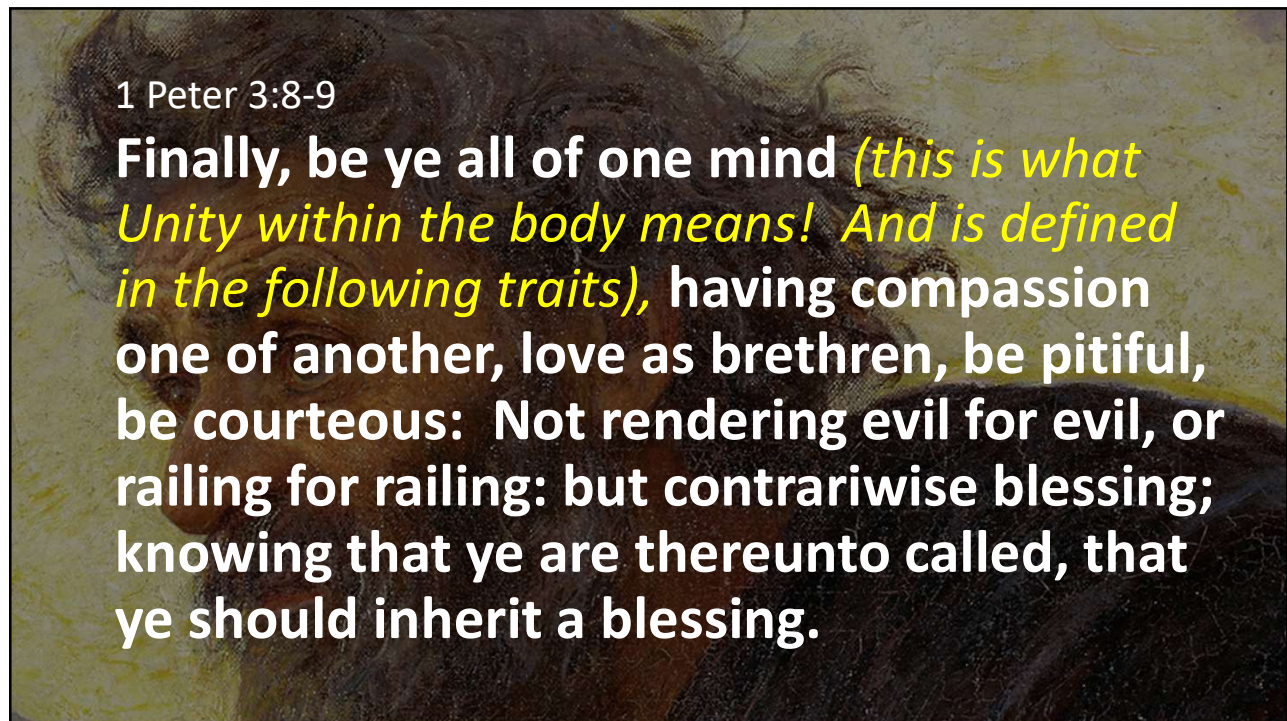 1 Peter 3:8-9
Finally, be ye all of one mind (this is what
Unity within the body means!  And is defined
in the following traits), having compassion
one of another, love as brethren, be pitiful,
be courteous:  Not rendering evil for evil, or
railing for railing: but contrariwise blessing;
knowing that ye are thereunto called, that
ye should inherit a blessing.